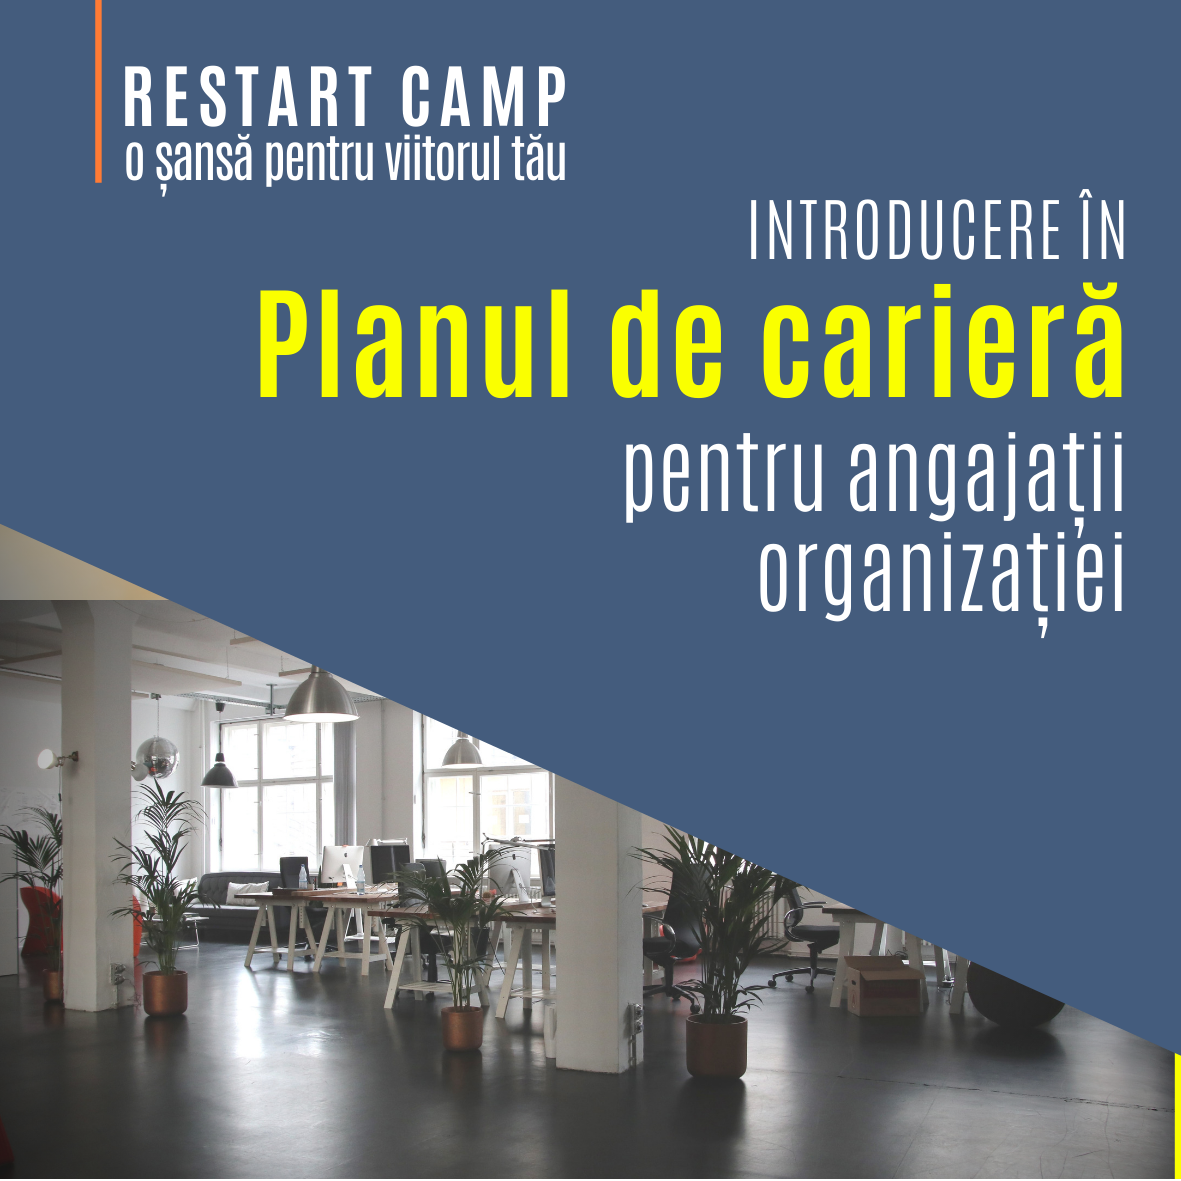 RESTART CAMP
o șansă pentru viitorul tău
INTRODUCERE ÎN
Planul de carieră
pentru angajații
organizației